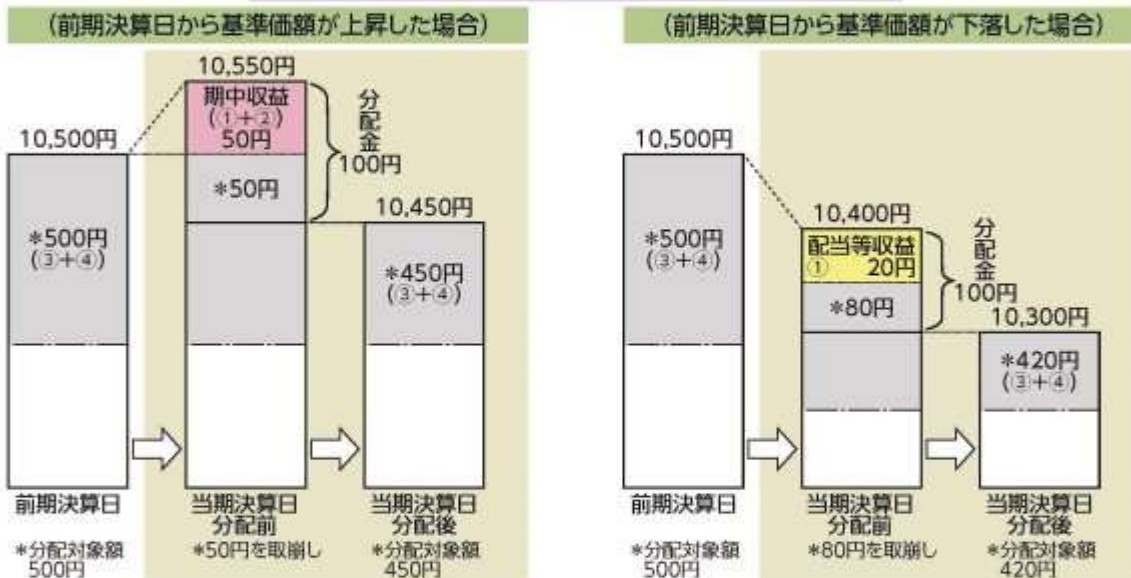 (前期決算日から基準価額が上昇した場合)
10,550円
期中収益
(①+②)
50円
分配金
100円
10,500円
*50円
10,450円
*500円
(③+④)
*450円
(③+④)
前期決算日
当期決算日
分配前
当期決算日
分配後
*分配対象額
500円
*50円を取崩し
*分配対象額
450円
(前期決算日から基準価額が下落した場合)
10,500円
10,400円
配当等収益
① 20円
分配金
100円
*500円
(③+④)
*80円
10,300円
*420円
(③+④)
前期決算日
当期決算日
分配前
当期決算日
分配後
*分配対象額
500円
*80円を取崩し
*分配対象額
420円